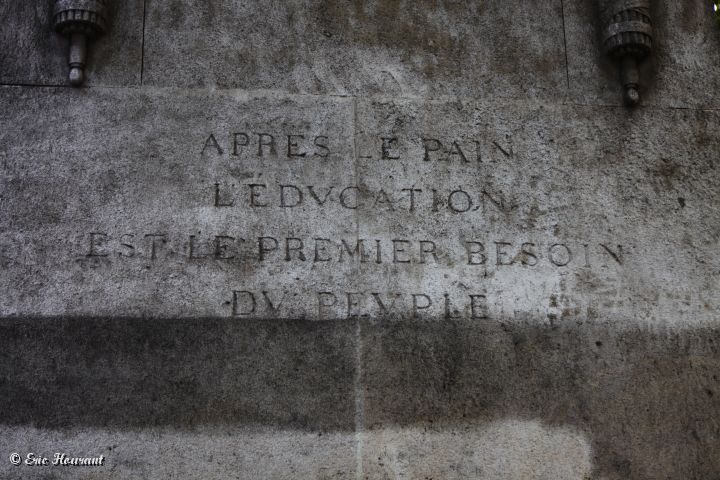 APRES LE PAIN
L'EDVCATION
EST LE PREMIER BESOIN
DV PEVPLE
© Eric Hourant